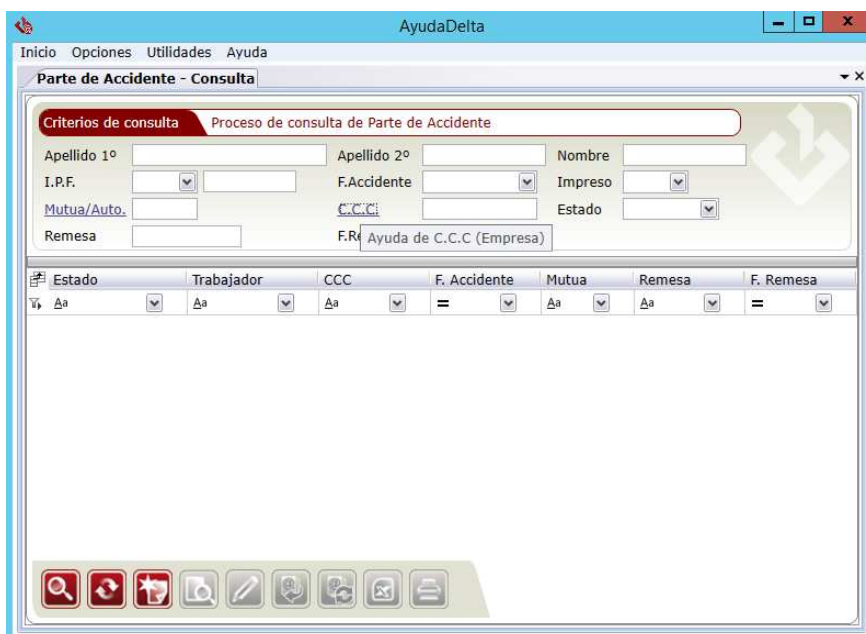 AyudaDelta
Inicio Opciones Utilidades Ayuda
Parte de Accidente - Consulta
Criterios de consulta Proceso de consulta de Parte de Accidente
Apellido 1º Apellido 2º Nombre
I.P.F. F.Accidente Impreso
Mutua/Auto. C.C.C. Estado
Remesa
Ayuda de C.C.C (Empresa)
Estado Trabajador CCC F. Accidente Mutua Remesa F. Remesa
Aa Aa Aa = Aa Aa =